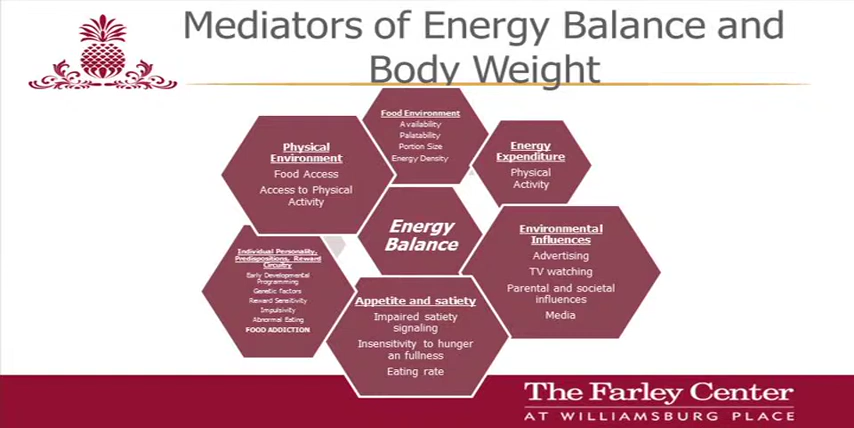 Mediators of Energy Balance and
Body Weight
Food Environment
Availability
Palatability
Portion Size
Energy Density
Physical
Environment
Food Access
Access to Physical
Activity
Energy
Expenditure
Physical
Activity
Energy
Balance
Environmental
Influences
Advertising
TV watching
Parental and societal
influences
Media
Individual Personality,
Predispositions, Reward
Circuitry
Early Developmental
Programming
Genetic factors
Reward Sensitivity
Impulsivity
Abnormal Eating
FOOD ADDICTION
Appetite and satiety
Impaired satiety
signaling
Insensitivity to hunger
an fullness
Eating rate
The Farley Center
AT WILLIAMSBURG PLACE